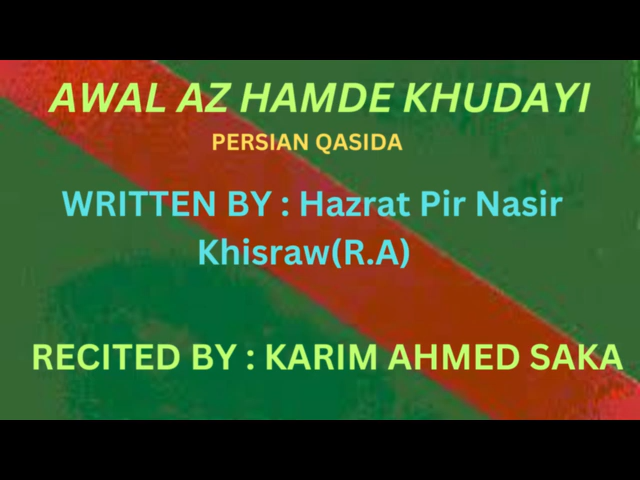 AWAL AZ HAMDE KHUDAYI
PERSIAN QASIDA
WRITTEN BY : Hazrat Pir Nasir
Khisraw(R.A)
RECITED BY : KARIM AHMED SAKA